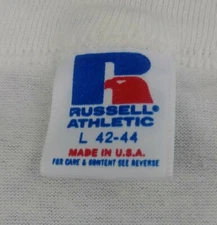 RUSSELL®
ATHLETIC
L 42-44
MADE IN U.S.A.
FOR CARE & CONTENT SEE REVERSE